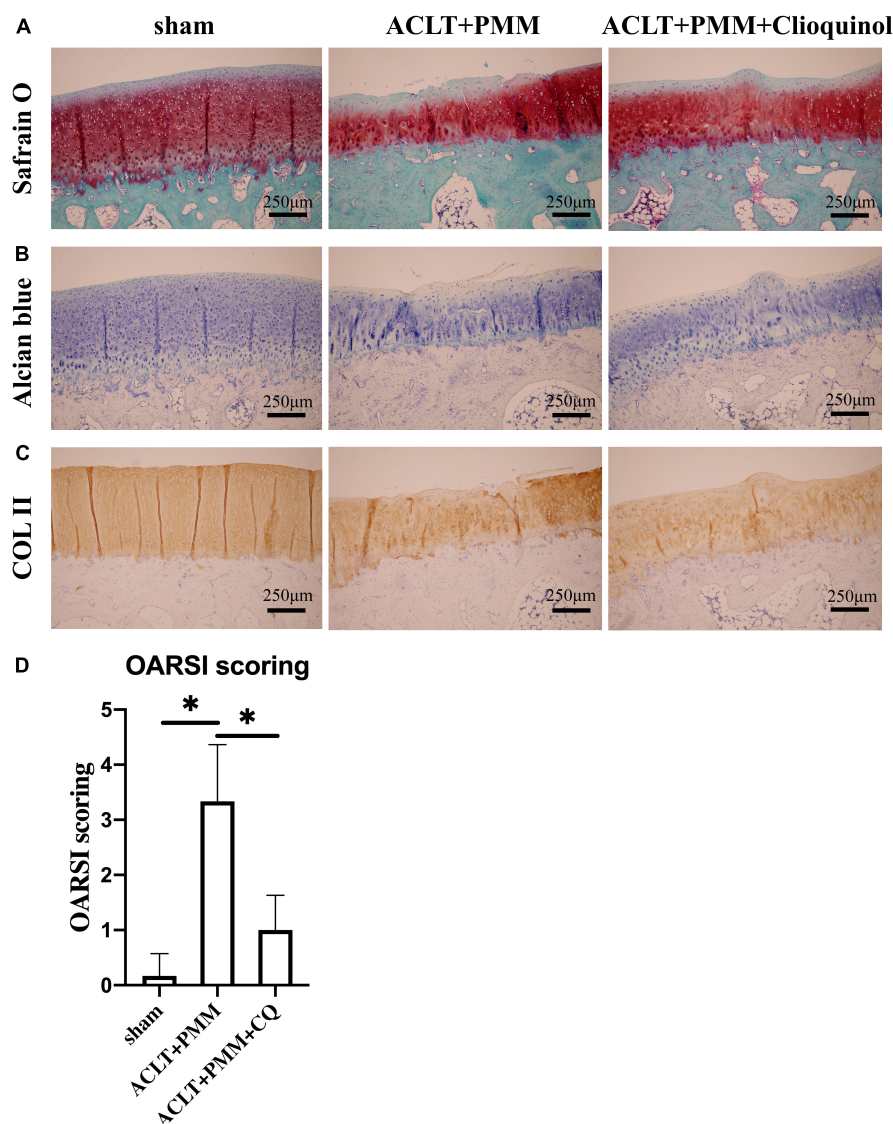 A
sham
ACLT+PMM
ACLT+PMM+Clioquinol
Safrain O
250μm
250μm
250μm
B
Alcian blue
250μm
250μm
250μm
C
COL II
250μm
250μm
250μm
D
OARSI scoring
* *
OARSI scoring
5
4
3
2
1
0
sham
ACLT+PMM
ACLT+PMM+CQ